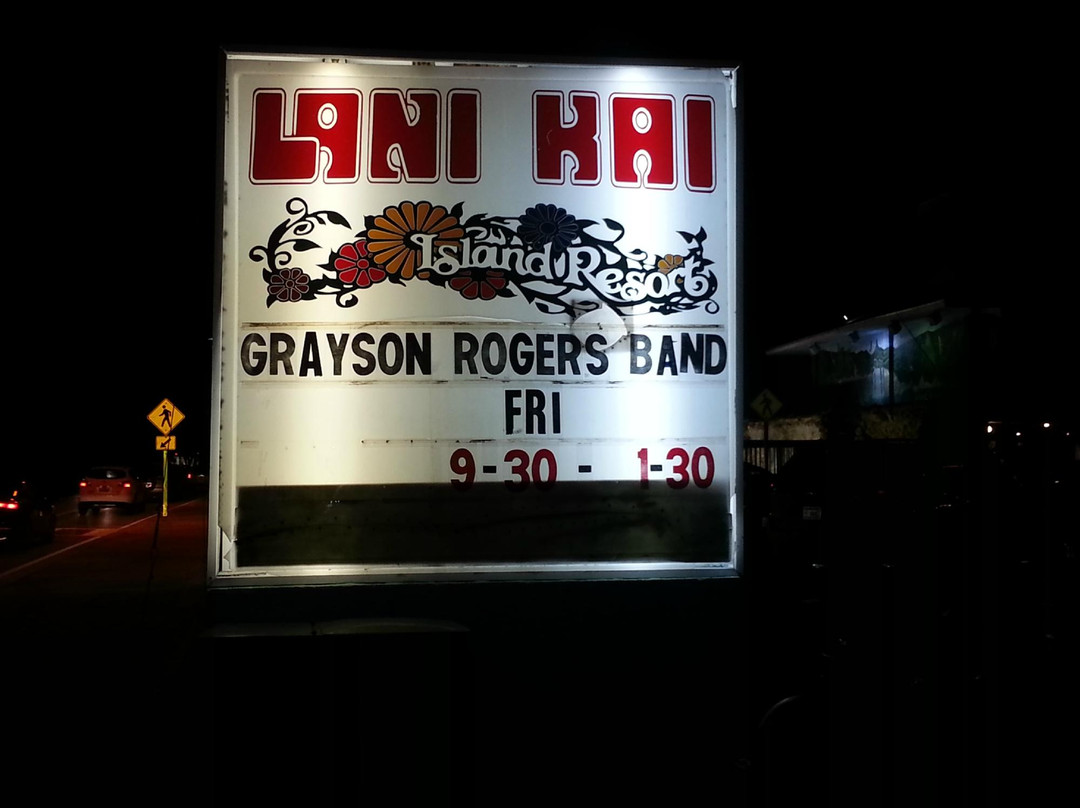 LANI KAI
Island Resort
GRAYSON ROGERS BAND
FRI
9-30 - 1-30